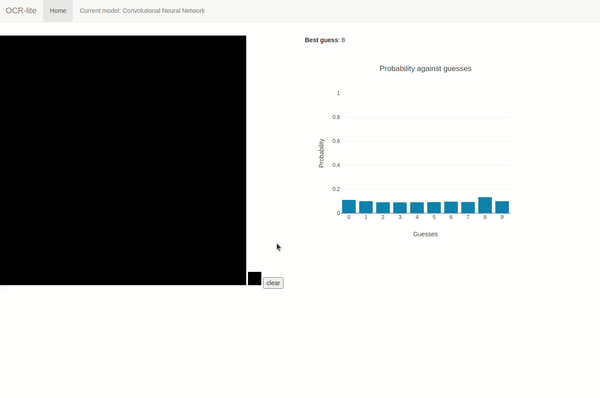 OCR-lite Home Current model: Convolutional Neural Network
Best guess: 8
Probability against guesses
1
0.8
0.6
0.4
0.2
0
Probability
0 1 2 3 4 5 6 7 8 9
Guesses
clear